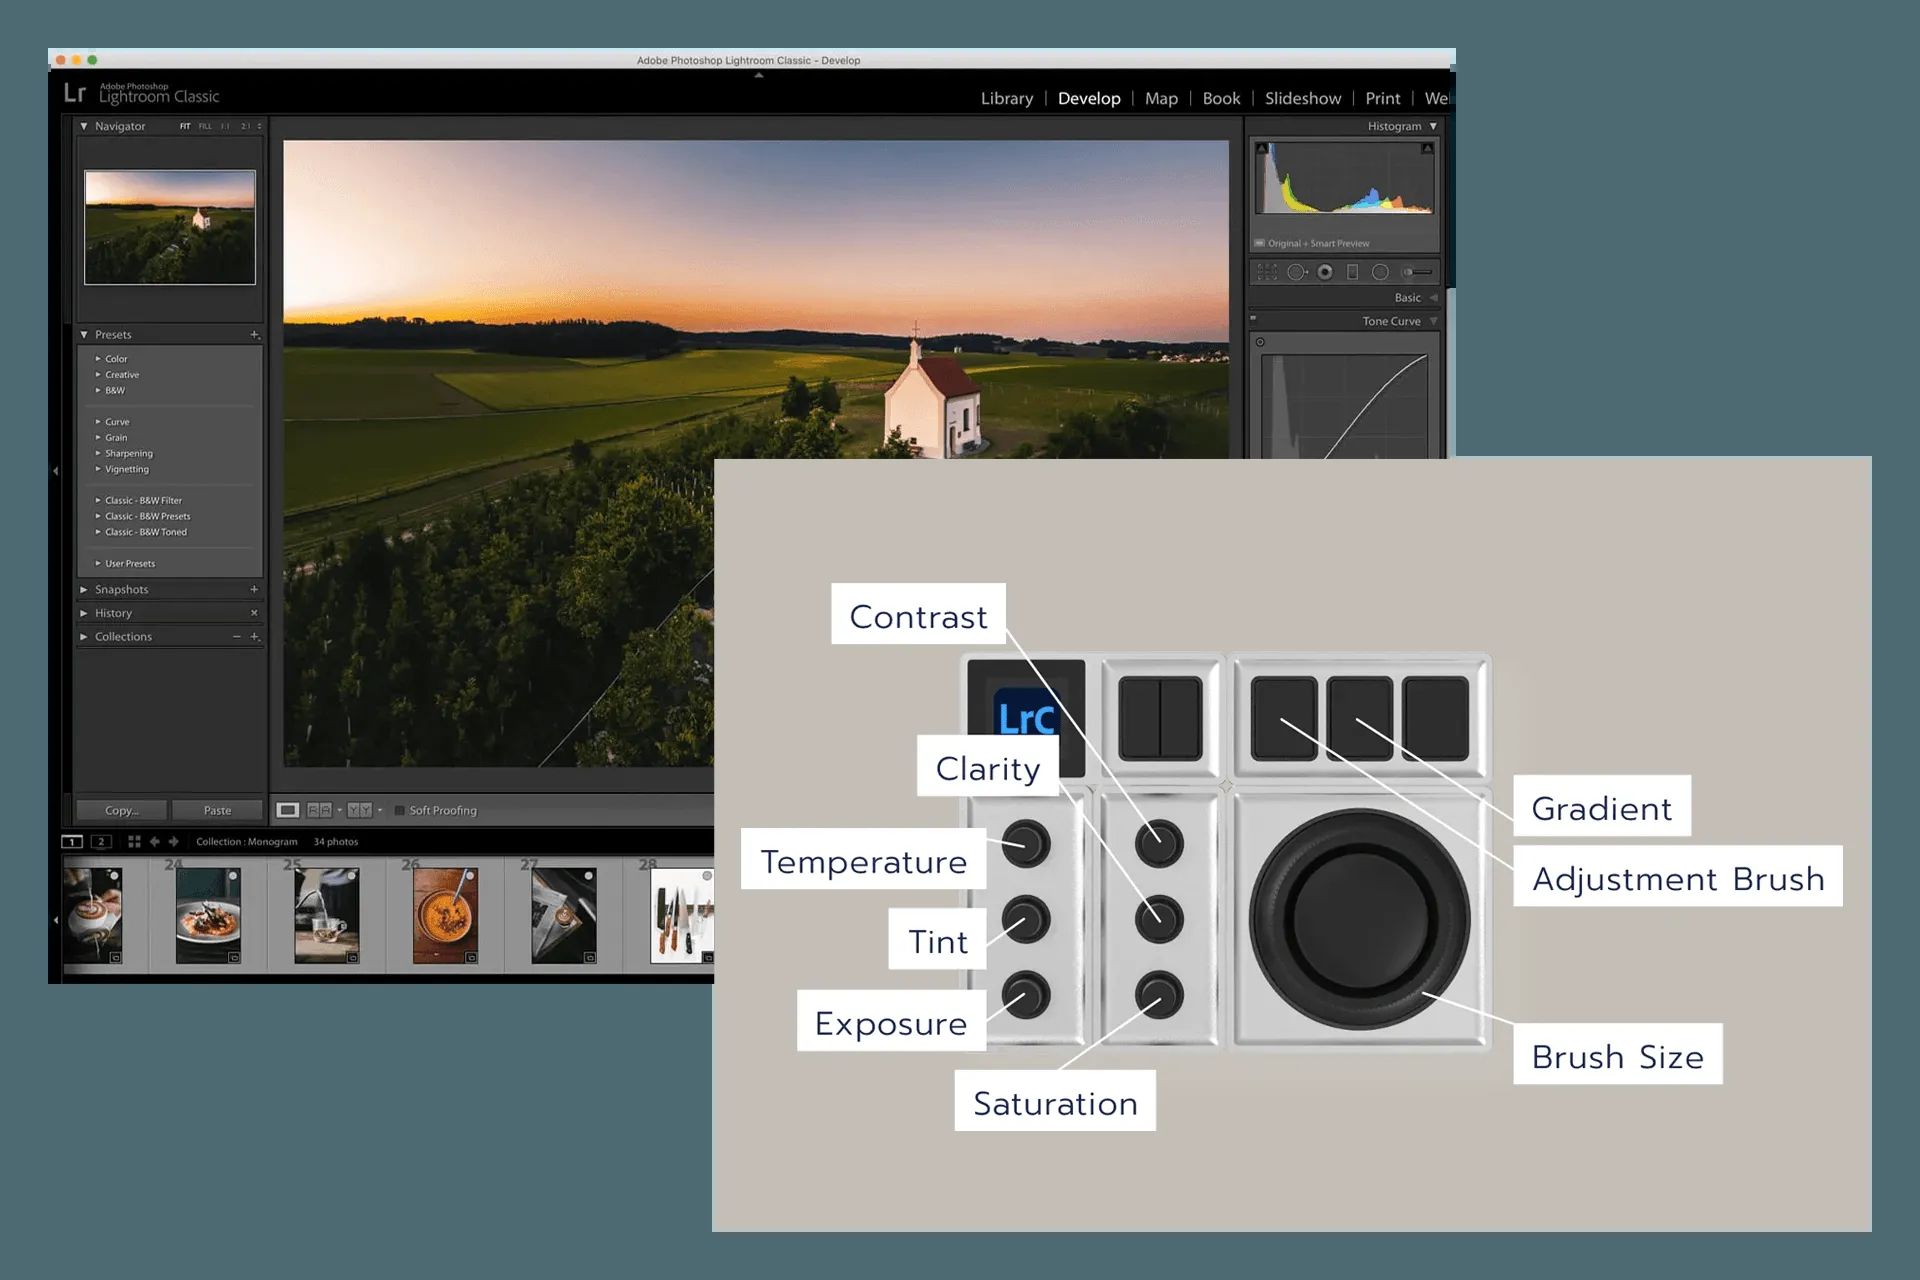 Adobe Photoshop Lightroom Classic - Develop
Lr
Adobe Photoshop
Lightroom Classic
Library | Develop | Map | Book | Slideshow | Print | We
Navigator
FIT FILL 1:1 2:1
Histogram
Original + Smart Preview
Basic
Tone Curve
Presets
Color
Creative
B&W
Curve
Grain
Sharpening
Vignetting
Classic - B&W Filter
Classic - B&W Presets
Classic - B&W Toned
User Presets
Snapshots
History
Collections
Copy...
Paste
R A
Y Y
Soft Proofing
1
2
Collection : Monogram
34 photos
24
25
26
27
28
Contrast
LrC
Clarity
Temperature
Tint
Exposure
Saturation
Gradient
Adjustment Brush
Brush Size